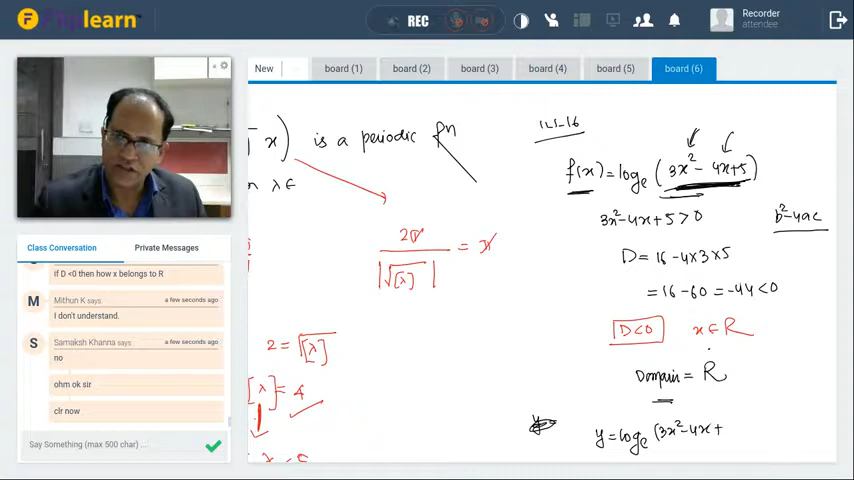 Fliplearn
REC
Recorder
attendee
New
board (1)
board (2)
board (3)
board (4)
board (5)
board (6)
x) is a periodic fn
λ∈
2π / |√[λ]| = π
2 = √[λ]
[λ] = 4
11.1-16
f(x) = logₑ (3x² - 4x+5)
3x²-4x+5 > 0
b²-4ac
D = 16 - 4×3×5
= 16 - 60 = -44 < 0
D<0 x ∈ R
Domain = R
y = logₑ (3x²-4x+
Class Conversation
Private Messages
if D <0 then how x belongs to R
M
Mithun K says.
a few seconds ago
I don't understand.
S
Samaksh Khanna says
a few seconds ago
no
ohm ok sir
clr now
Say Something (max 500 char) ...